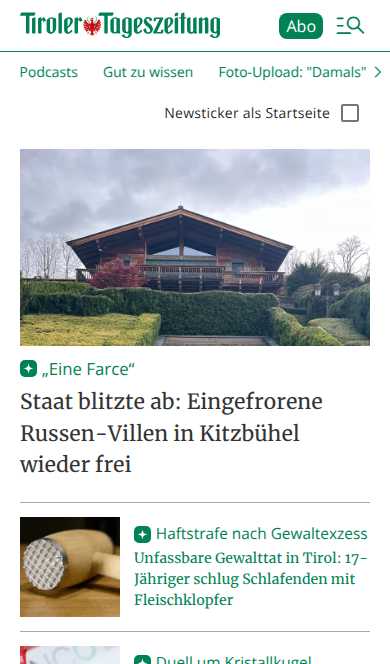 Tiroler Tageszeitung
Abo
Podcasts Gut zu wissen Foto-Upload: "Damals"
Newsticker als Startseite
„Eine Farce“
Staat blitzte ab: Eingefrorene
Russen-Villen in Kitzbühel
wieder frei
Haftstrafe nach Gewaltexzess
Unfassbare Gewalttat in Tirol: 17-
Jähriger schlug Schlafenden mit
Fleischklopfer
Duell um Kristallkugel